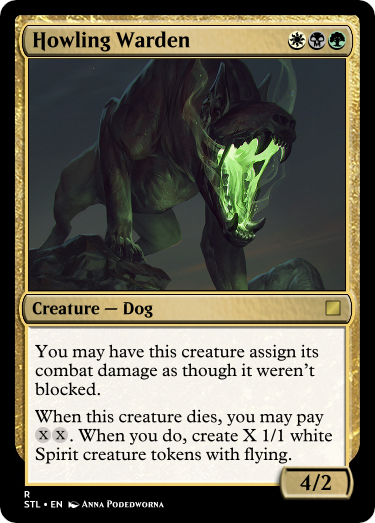 Howling Warden
Creature — Dog
You may have this creature assign its
combat damage as though it weren't
blocked.
When this creature dies, you may pay
XX. When you do, create X 1/1 white
Spirit creature tokens with flying.
4/2
R
STL • EN Anna Podedworna